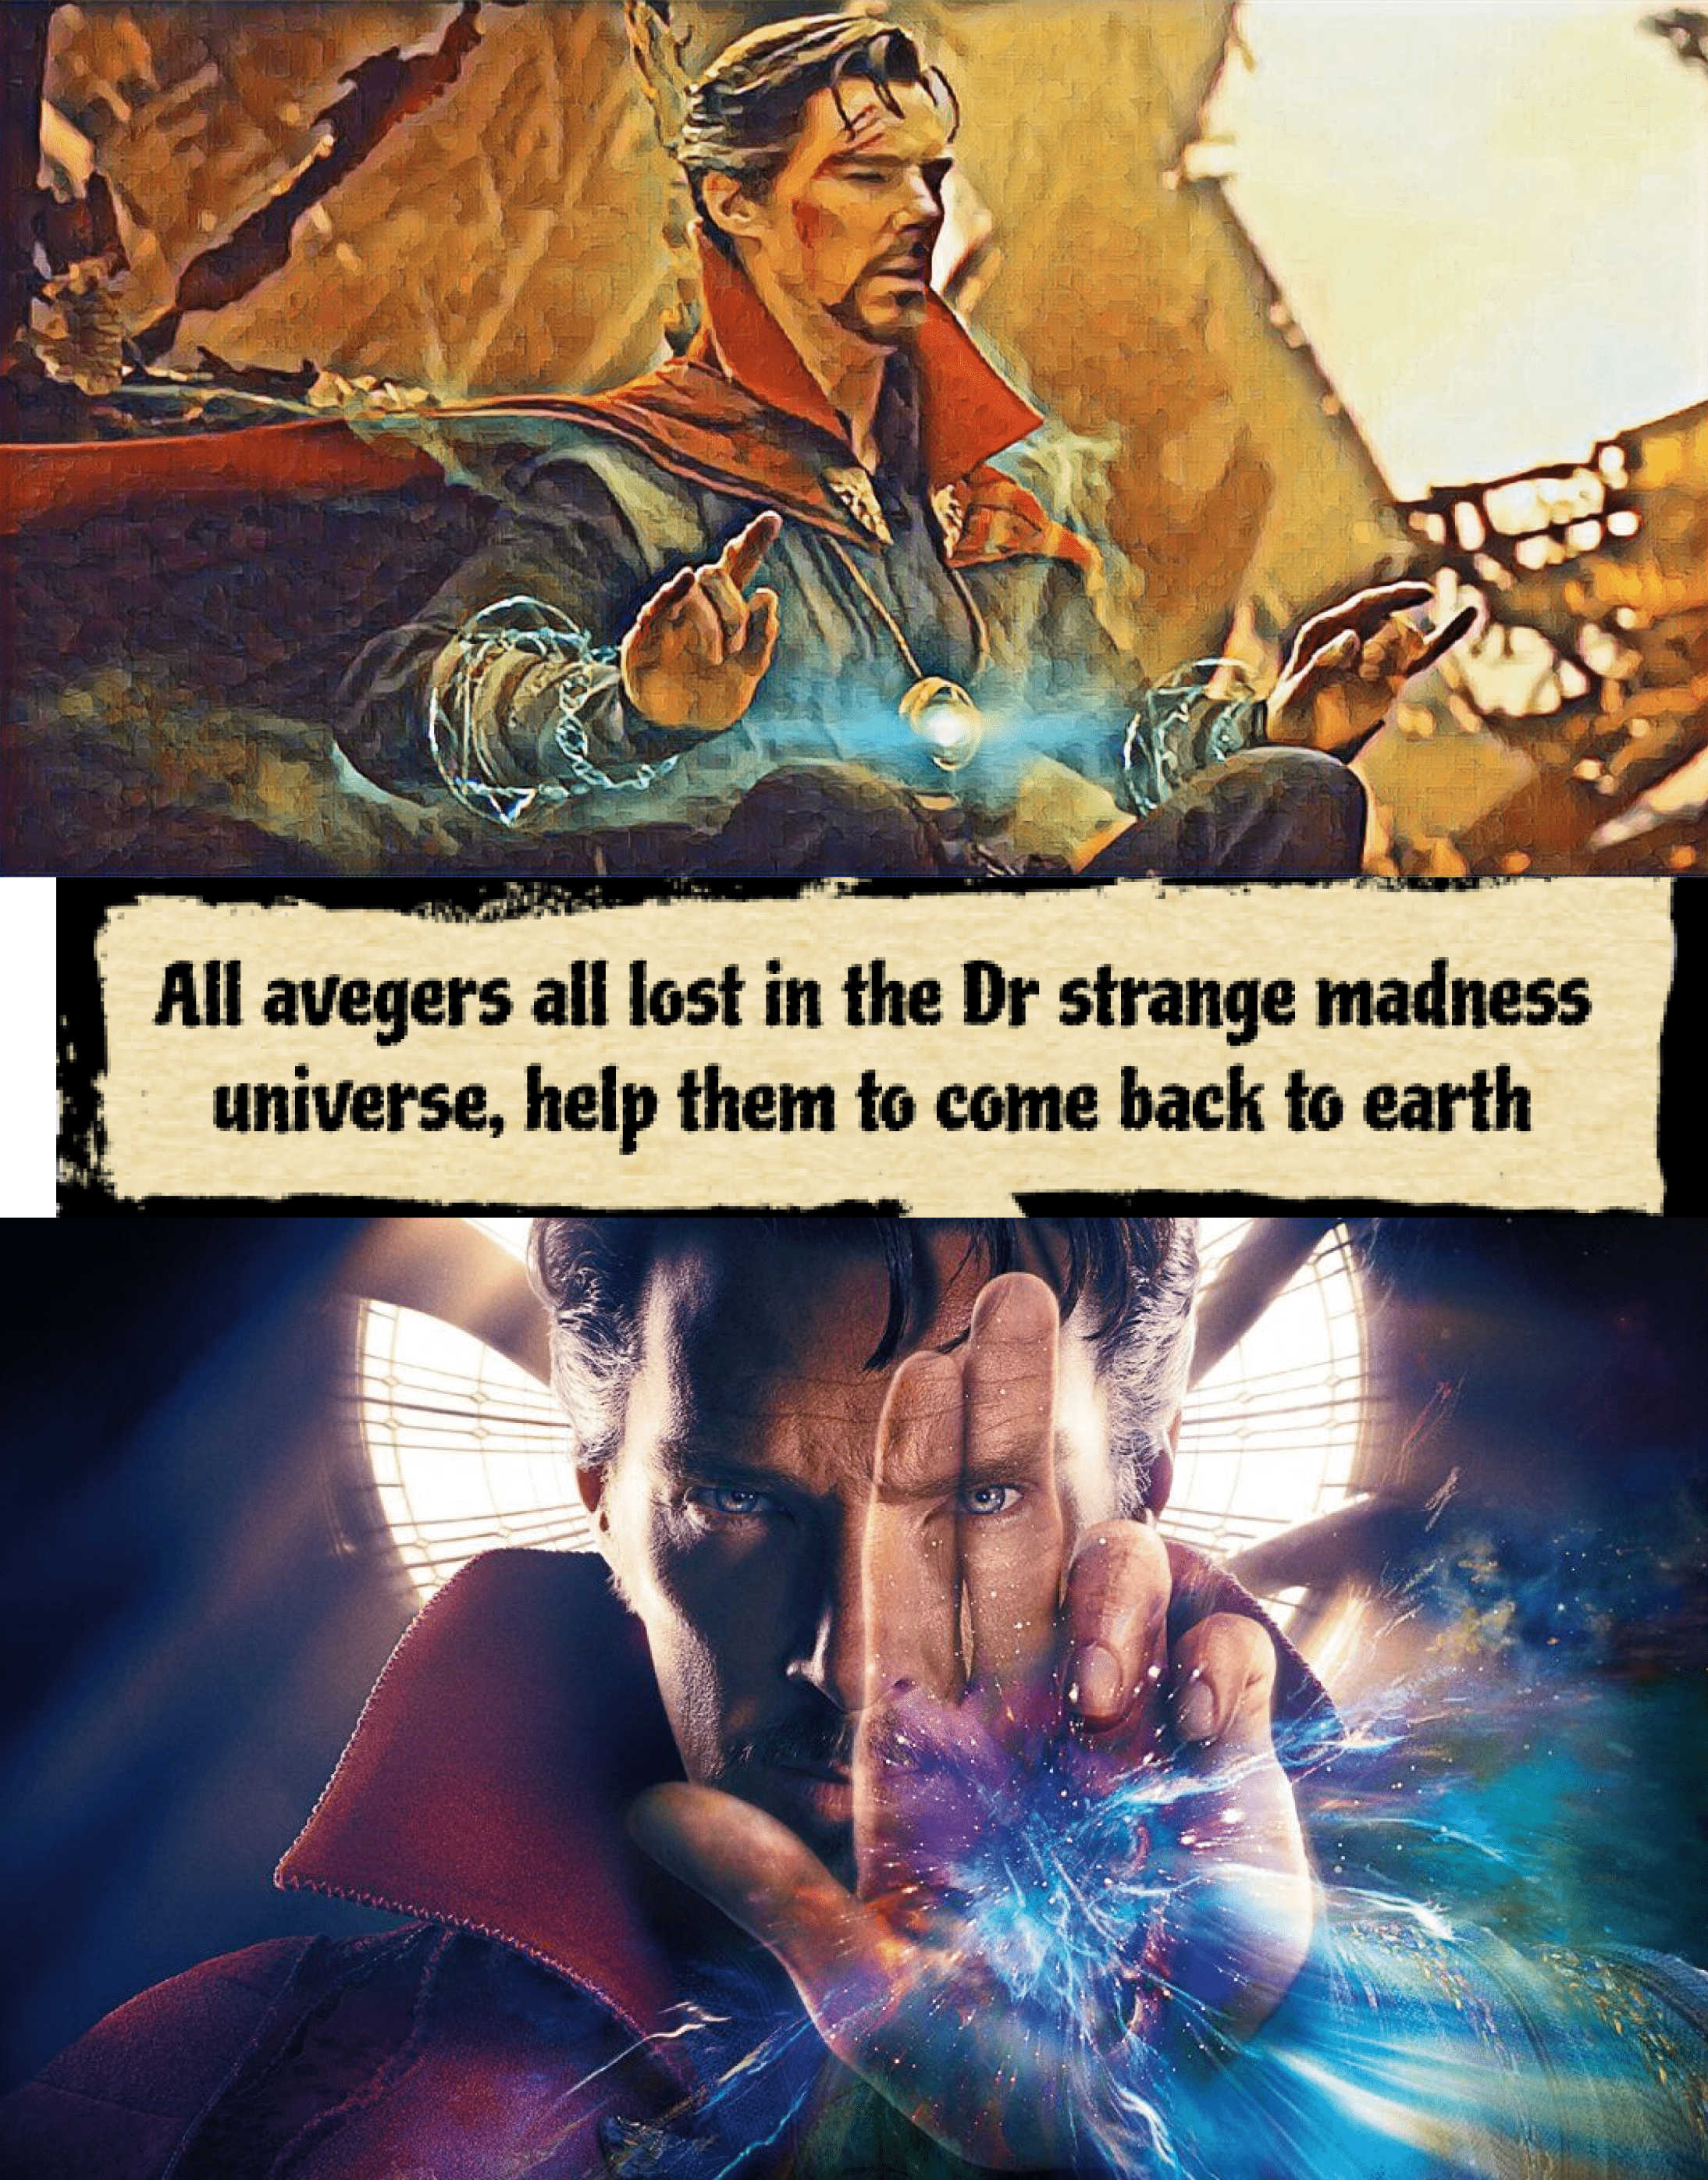 All avegers all lost in the Dr strange madness
universe, help them to come back to earth